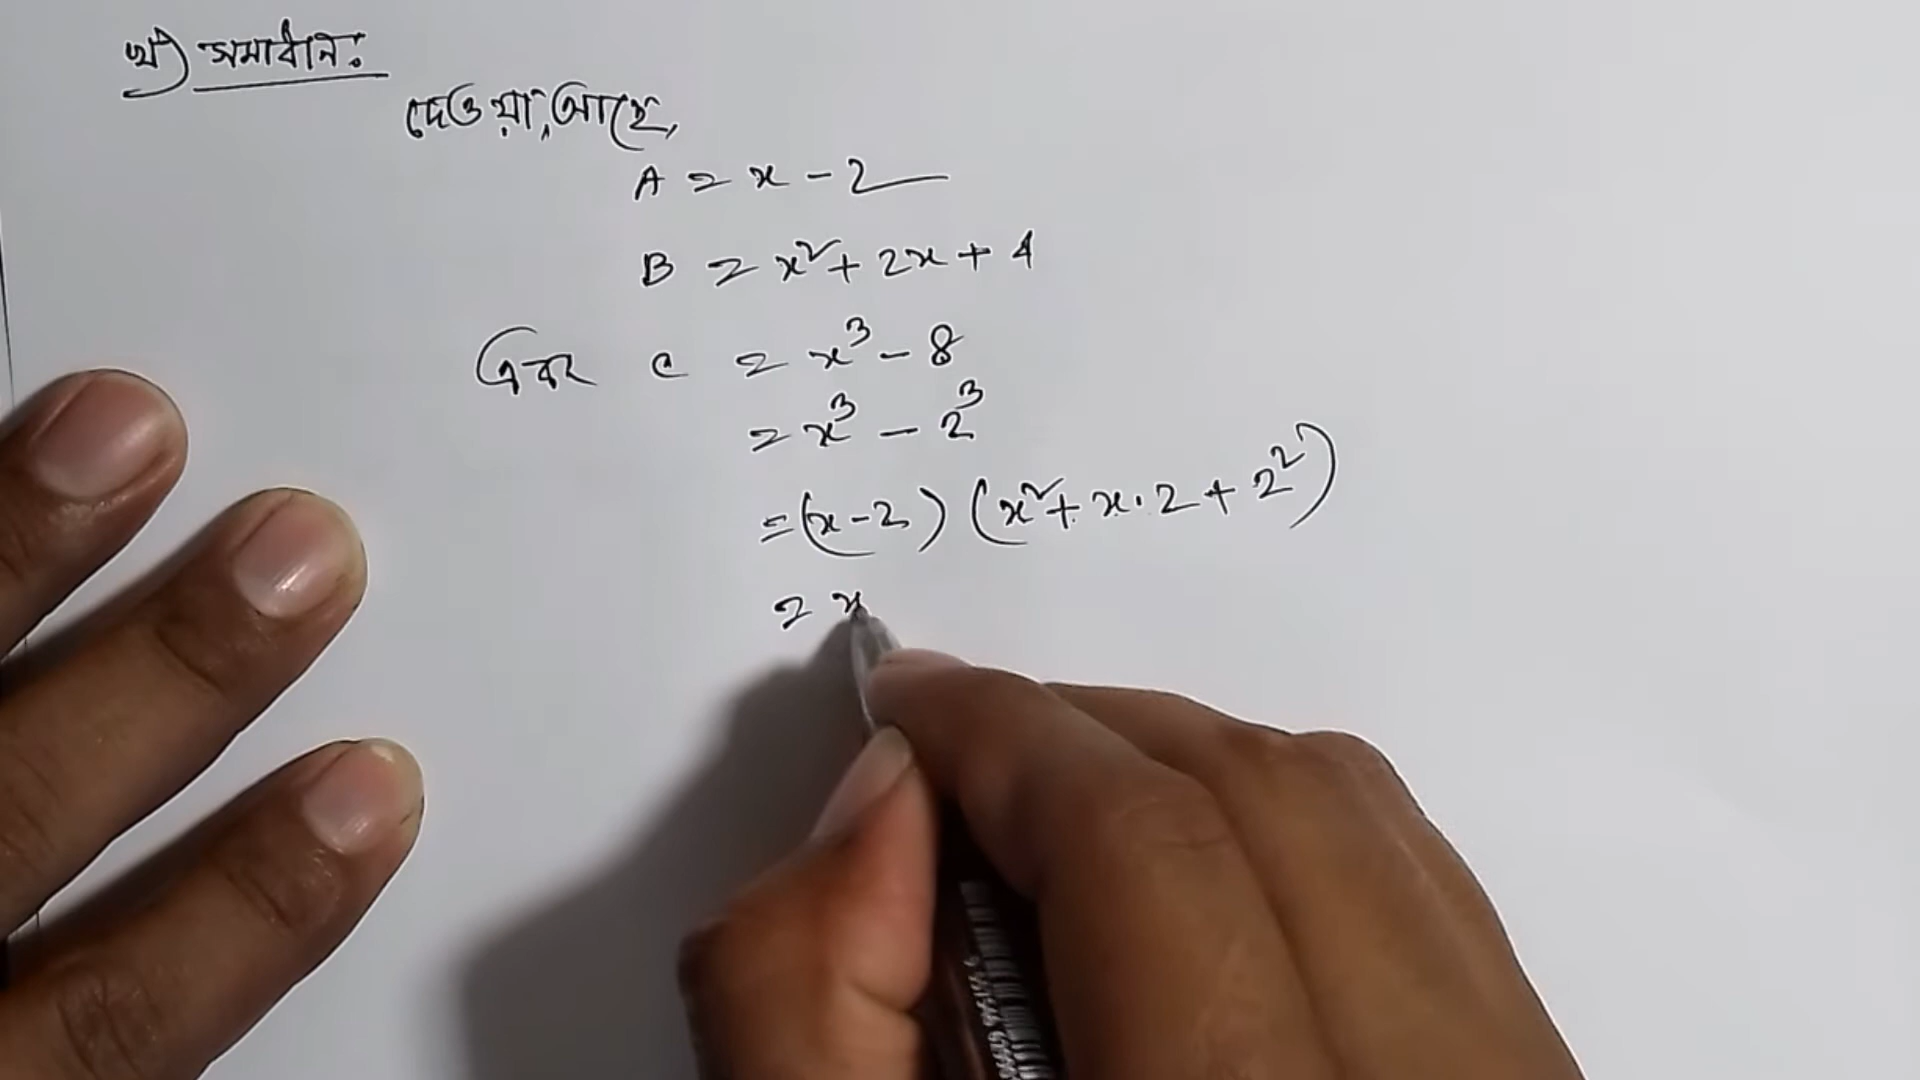 খ) সমাধান:
দেওয়া, আছে,
A = x - 2
B = x² + 2x + 4
এবং C = x³ - 8
= x³ - 2³
= (x-2) (x² + x·2 + 2²)
= x